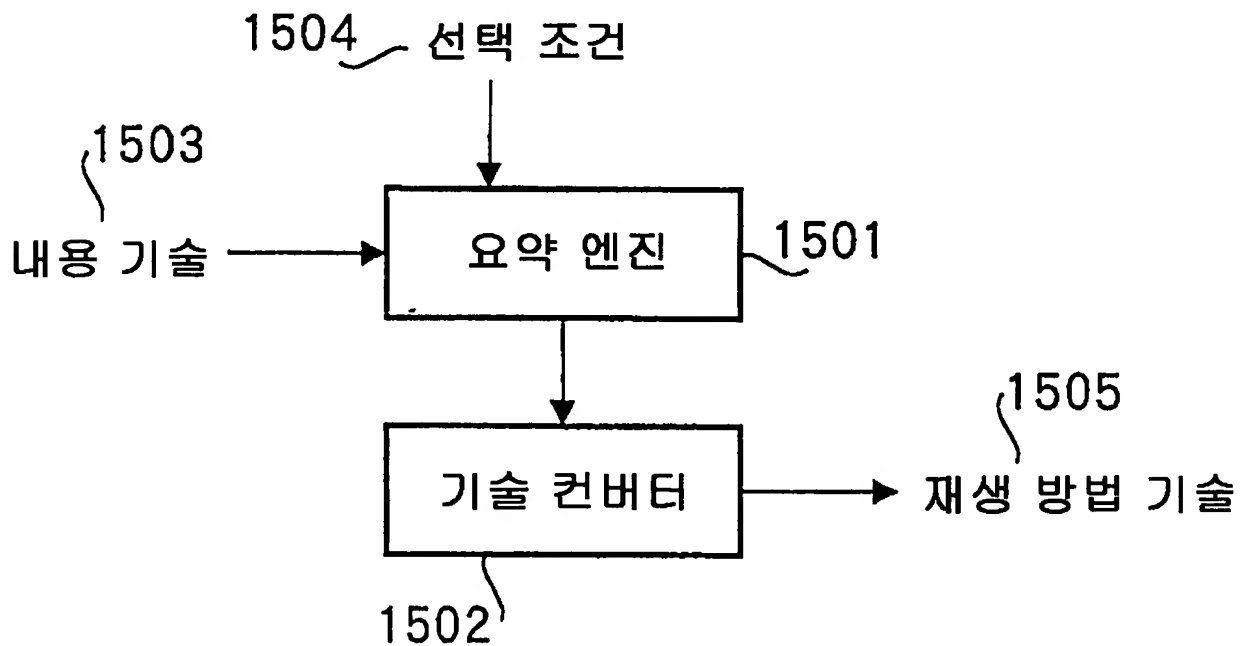 1504 선택 조건
1503
내용 기술
요약 엔진
1501
1505
기술 컨버터
재생 방법 기술
1502